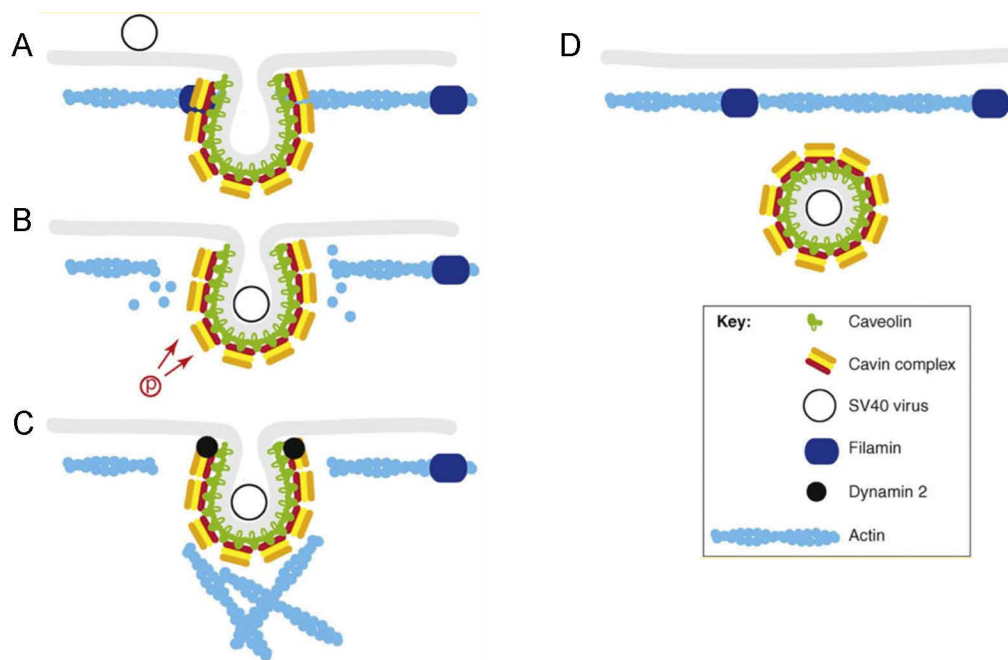 A
B
P
C
D
Key:
Caveolin
Cavin complex
SV40 virus
Filamin
Dynamin 2
Actin